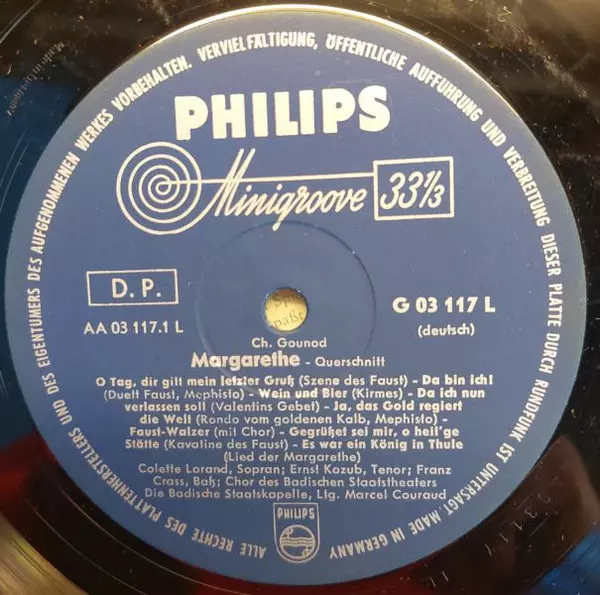 ALLE RECHTE DES PLATTENHERSTELLERS UND DES EIGENTÜMERS DES AUFGENOMMENEN WERKES VORBEHALTEN. VERVIELFÄLTIGUNG, ÖFFENTLICHE AUFFÜHRUNG UND VERBREITUNG DIESER PLATTE DURCH RUNDFUNK IST UNTERSAGT. MADE IN GERMANY
PHILIPS
Minigroove 33⅓
D. P.
AA 03 117.1 L
G 03 117 L
(deutsch)
Ch. Gounod
Margarethe - Querschnitt
O Tag, dir gilt mein letzter Gruß (Szene des Faust) - Da bin ich!
(Duett Faust, Mephisto) - Wein und Bier (Kirmes) - Da ich nun
verlassen soll (Valentins Gebet) - Ja, das Gold regiert
die Welt (Rondo vom goldenen Kalb, Mephisto) -
Faust-Walzer (mit Chor) - Gegrüßet sei mir, o heil'ge
Stätte (Kavatine des Faust) - Es war ein König in Thule
(Lied der Margarethe)
Colette Lorand, Sopran; Ernst Kozub, Tenor; Franz
Crass, Baß; Chor des Badischen Staatstheaters
Die Badische Staatskapelle, Ltg. Marcel Couraud
PHILIPS